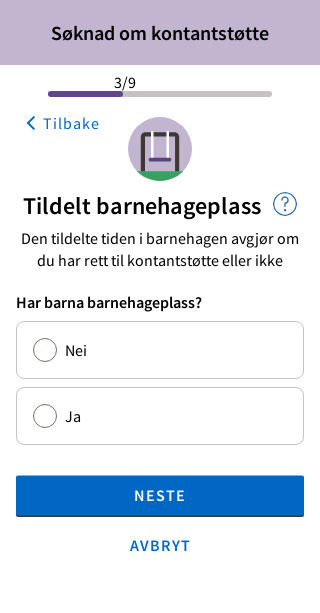 Søknad om kontantstøtte
3/9
Tilbake
Tildelt barnehageplass ?
Den tildelte tiden i barnehagen avgjør om
du har rett til kontantstøtte eller ikke
Har barna barnehageplass?
Nei
Ja
NESTE
AVBRYT